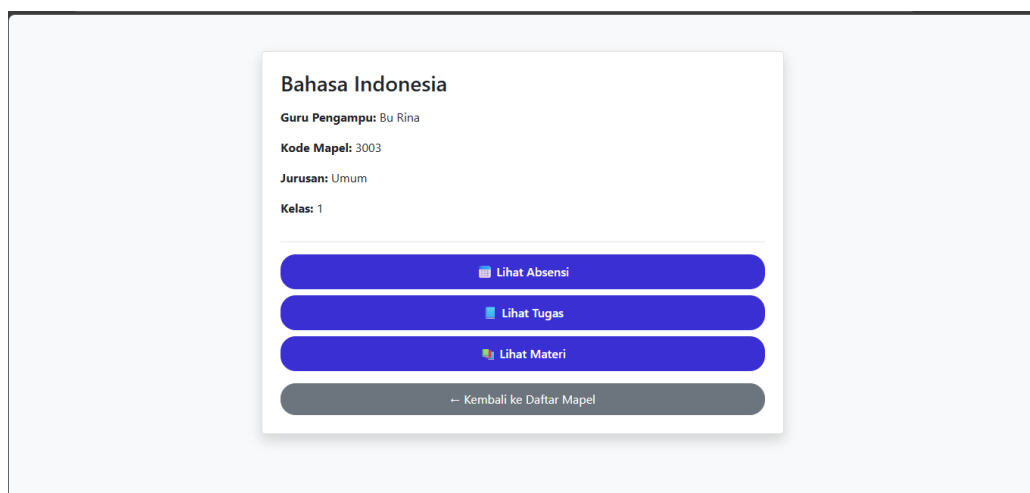 Bahasa Indonesia
Guru Pengampu: Bu Rina
Kode Mapel: 3003
Jurusan: Umum
Kelas: 1
Lihat Absensi
Lihat Tugas
Lihat Materi
← Kembali ke Daftar Mapel